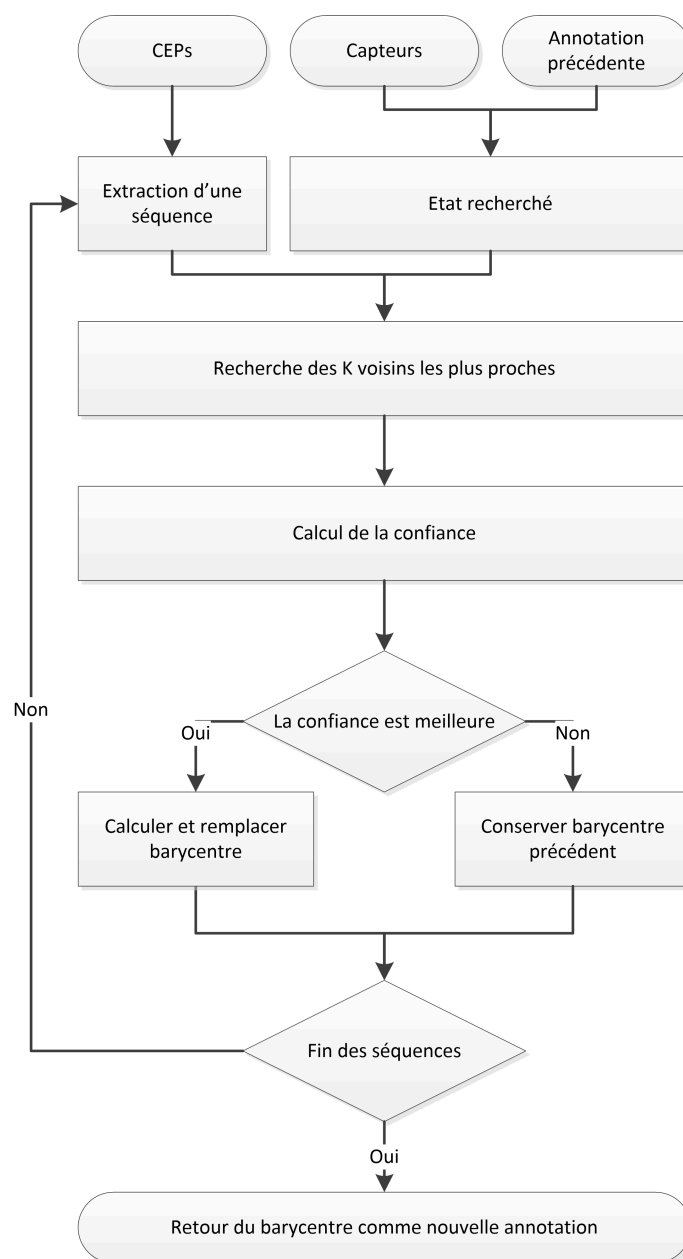 CEPs
Capteurs
Annotation
précédente
Extraction d’une
séquence
Etat recherché
Recherche des K voisins les plus proches
Calcul de la confiance
La confiance est meilleure
Oui
Non
Calculer et remplacer
barycentre
Conserver barycentre
précédent
Non
Fin des séquences
Oui
Retour du barycentre comme nouvelle annotation